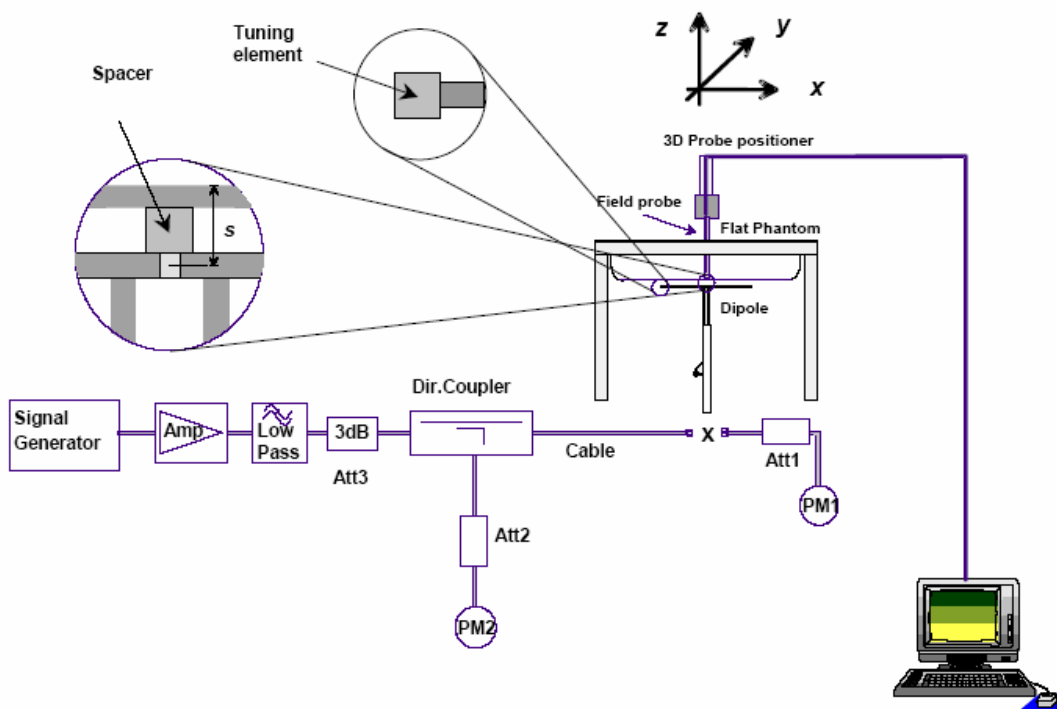 Tuning
element
Spacer
z
y
x
3D Probe positioner
Field probe
Flat Phantom
s
Dipole
Dir.Coupler
Signal
Generator
Amp
Low
Pass
3dB
Att3
Cable
X
Att1
PM1
Att2
PM2